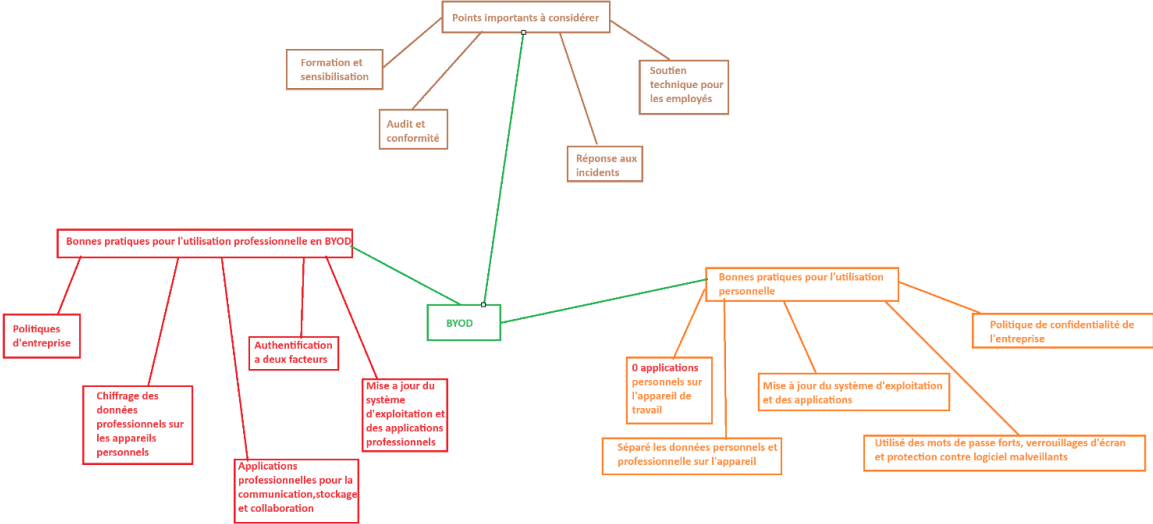 Points importants à considérer
Formation et
sensibilisation
Soutien
technique pour
les employés
Audit et
conformité
Réponse aux
incidents
Bonnes pratiques pour l'utilisation professionnelle en BYOD
Bonnes pratiques pour l'utilisation
personnelle
BYOD
Politiques
d'entreprise
Politique de confidentialité de
l'entreprise
Authentification
a deux facteurs
0 applications
personnels sur
l'appareil de
travail
Mise à jour du système d'exploitation
et des applications
Chiffrage des
données
professionnels sur
les appareils
personnels
Mise a jour du
système
d'exploitation et
des applications
professionnels
Séparé les données personnels et
professionnelle sur l'appareil
Utilisé des mots de passe forts, verrouillages d'écran
et protection contre logiciel malveillants
Applications
professionnelles pour la
communication,stockage
et collaboration